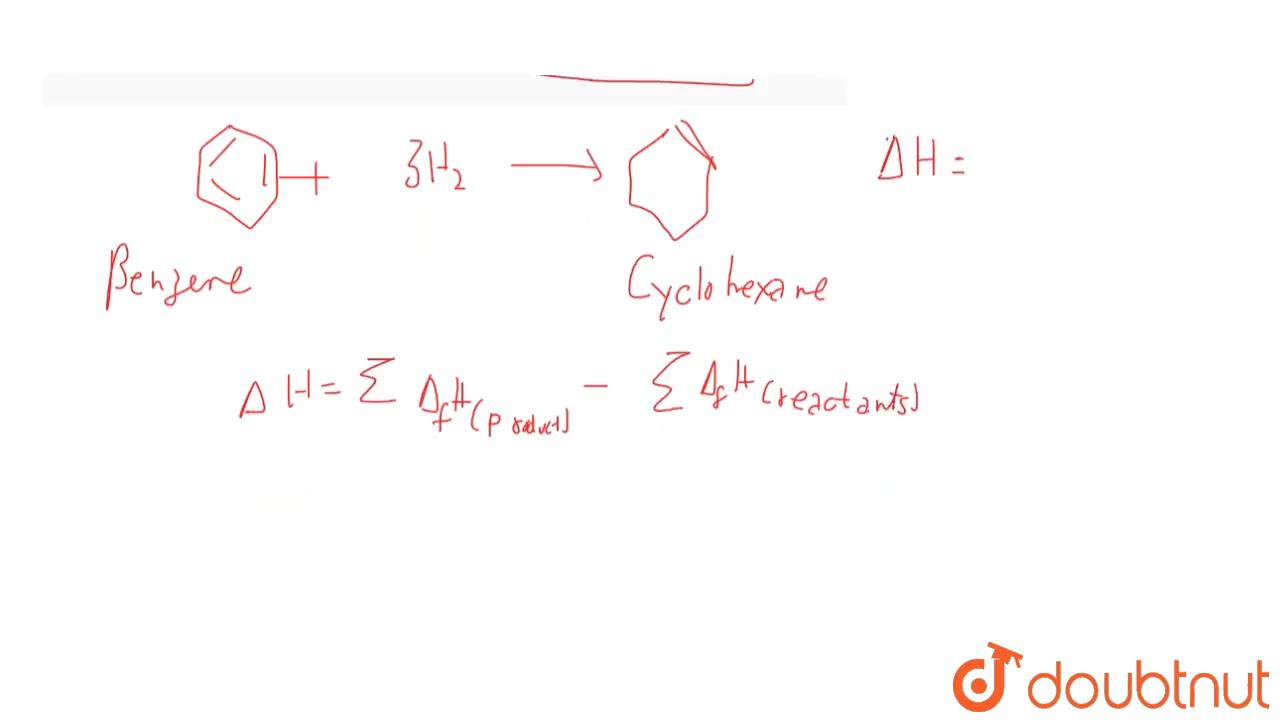 + 3H₂ → ΔH =
Benzene Cyclohexane
ΔH = Σ ΔfH(product) − Σ ΔfH(reactants)
doubtnut